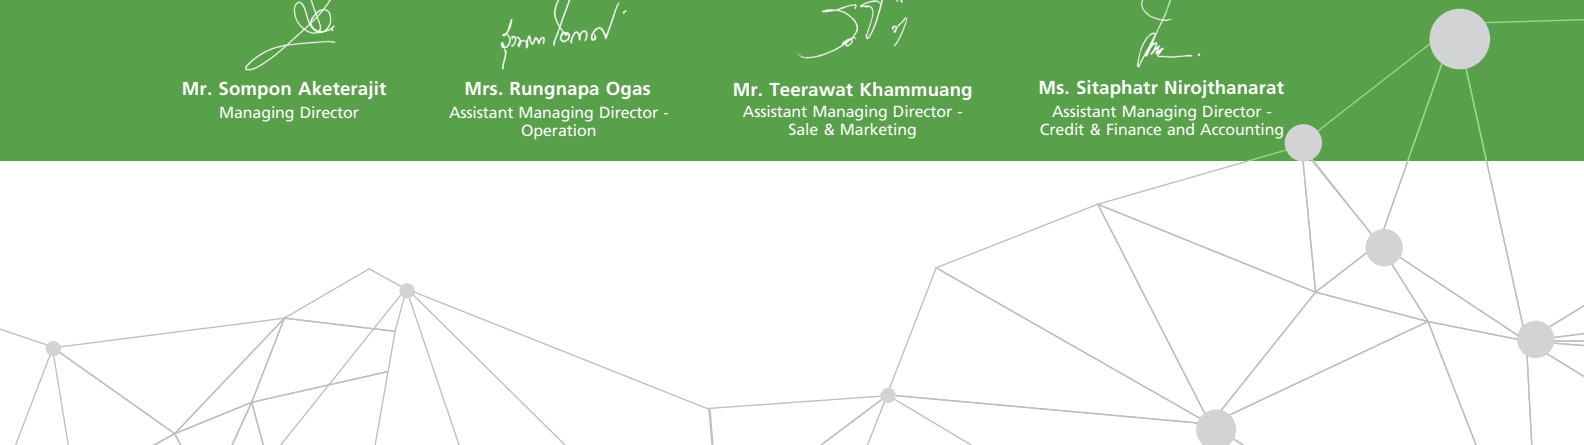 Mr. Sompon Aketerajit
Managing Director
Mrs. Rungnapa Ogas
Assistant Managing Director -
Operation
Mr. Teerawat Khammuang
Assistant Managing Director -
Sale & Marketing
Ms. Sitaphatr Nirojthanarat
Assistant Managing Director -
Credit & Finance and Accounting